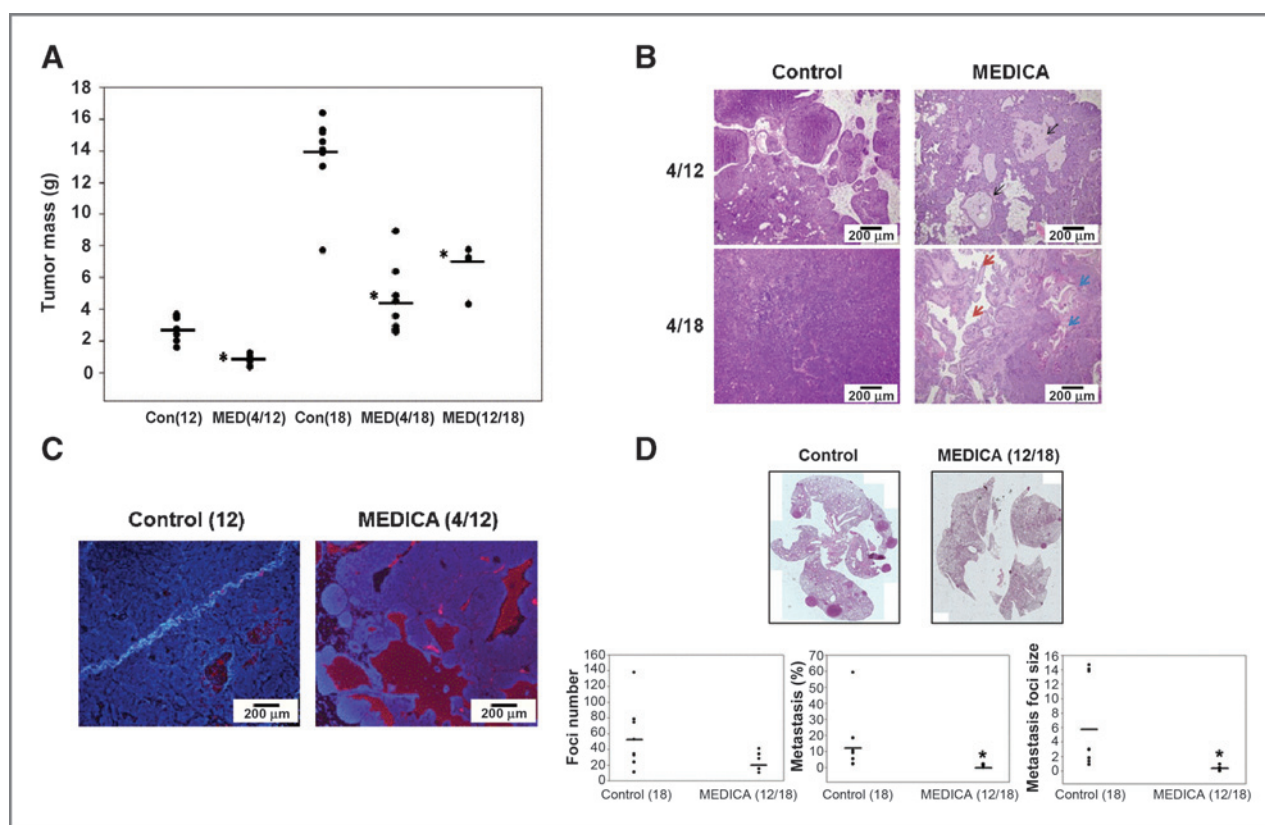 A
Tumor mass (g)
18
16
14
12
10
8
6
4
2
0
*
*
*
Con(12) MED(4/12) Con(18) MED(4/18) MED(12/18)
B
Control MEDICA
4/12
200 μm 200 μm
4/18
200 μm 200 μm
C
Control (12) MEDICA (4/12)
200 μm 200 μm
D
Control MEDICA (12/18)
Foci number
160
140
120
100
80
60
40
20
0
Control (18) MEDICA (12/18)
Metastasis (%)
70
60
50
40
30
20
10
0
*
Control (18) MEDICA (12/18)
Metastasis foci size
16
14
12
10
8
6
4
2
0
*
Control (18) MEDICA (12/18)